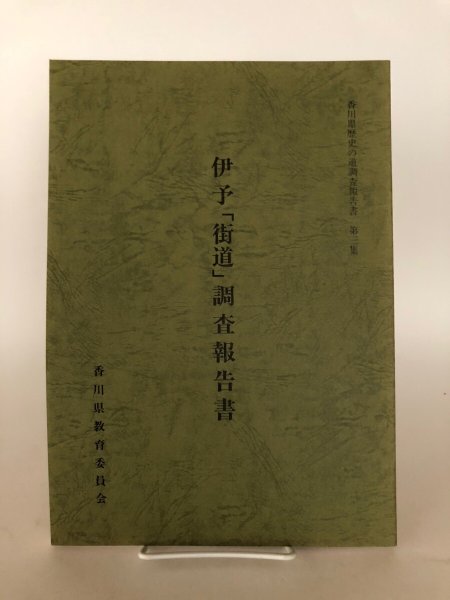 香川県歴史の道調査報告書 第二集
伊予「街道」調査報告書
香川県教育委員会